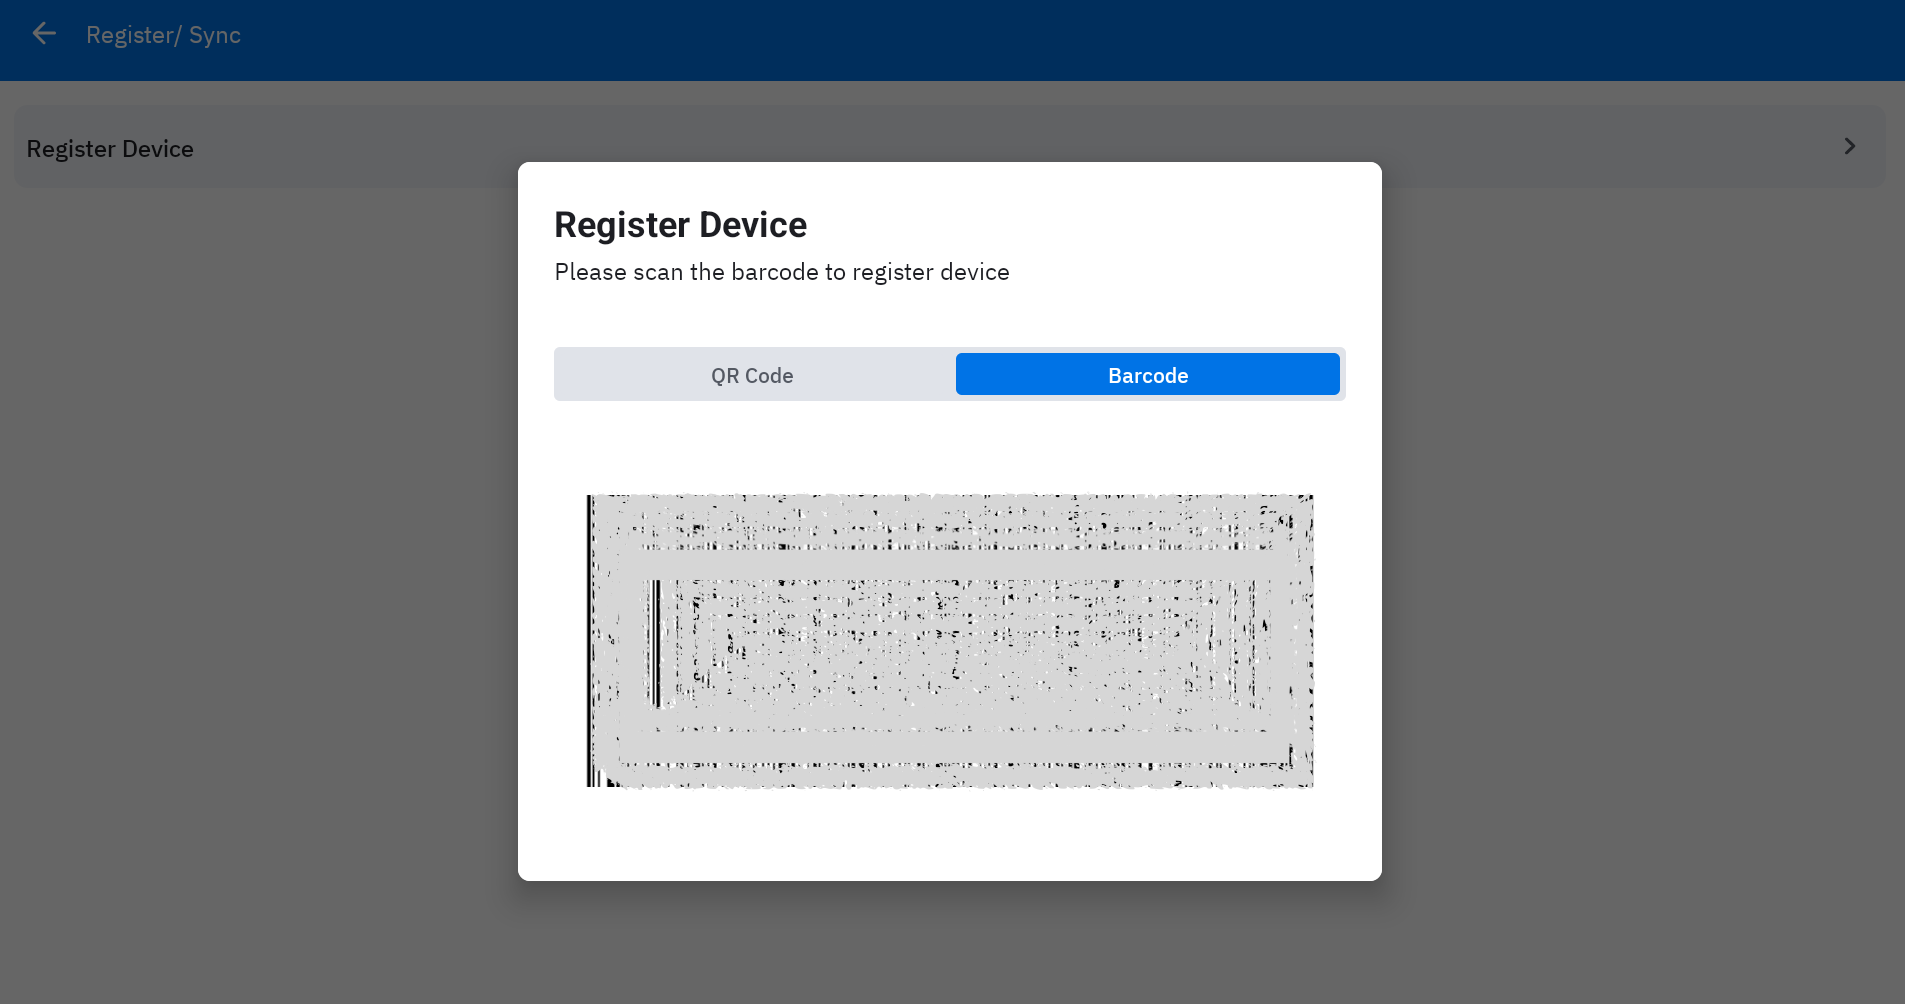 Register/ Sync
Register Device
Register Device
Please scan the barcode to register device
QR Code
Barcode